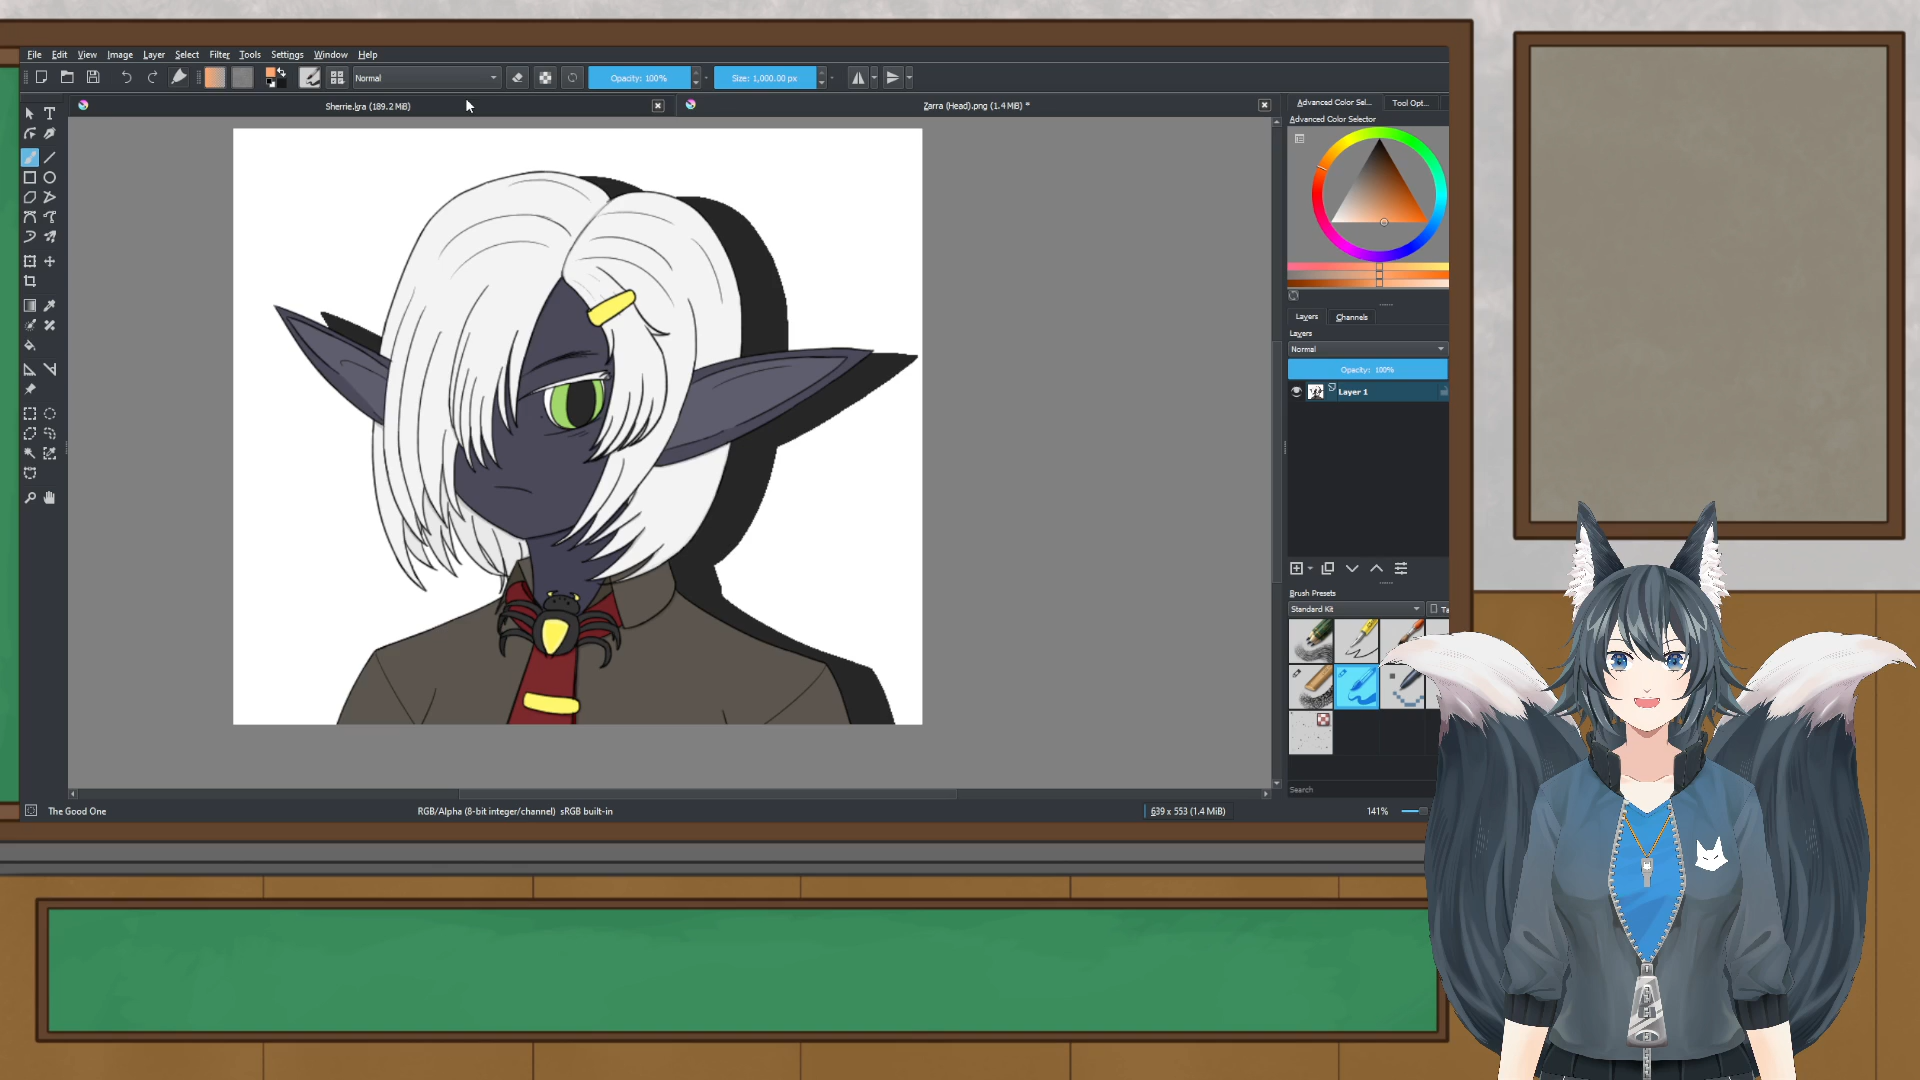 File Edit View Image Layer Select Filter Tools Settings Window Help
Normal Opacity: 100% Size: 1,000.00 px
Sherrie.kra (189.2 MiB) Zarra (Head).png (1.4 MiB) *
Advanced Color Sel... Tool Opt...
Advanced Color Selector
Layers Channels
Layers
Normal
Opacity: 100%
Layer 1
Brush Presets
Standard Kit Ta
Search
The Good One RGB/Alpha (8-bit integer/channel) sRGB built-in 639 x 553 (1.4 MiB) 141%